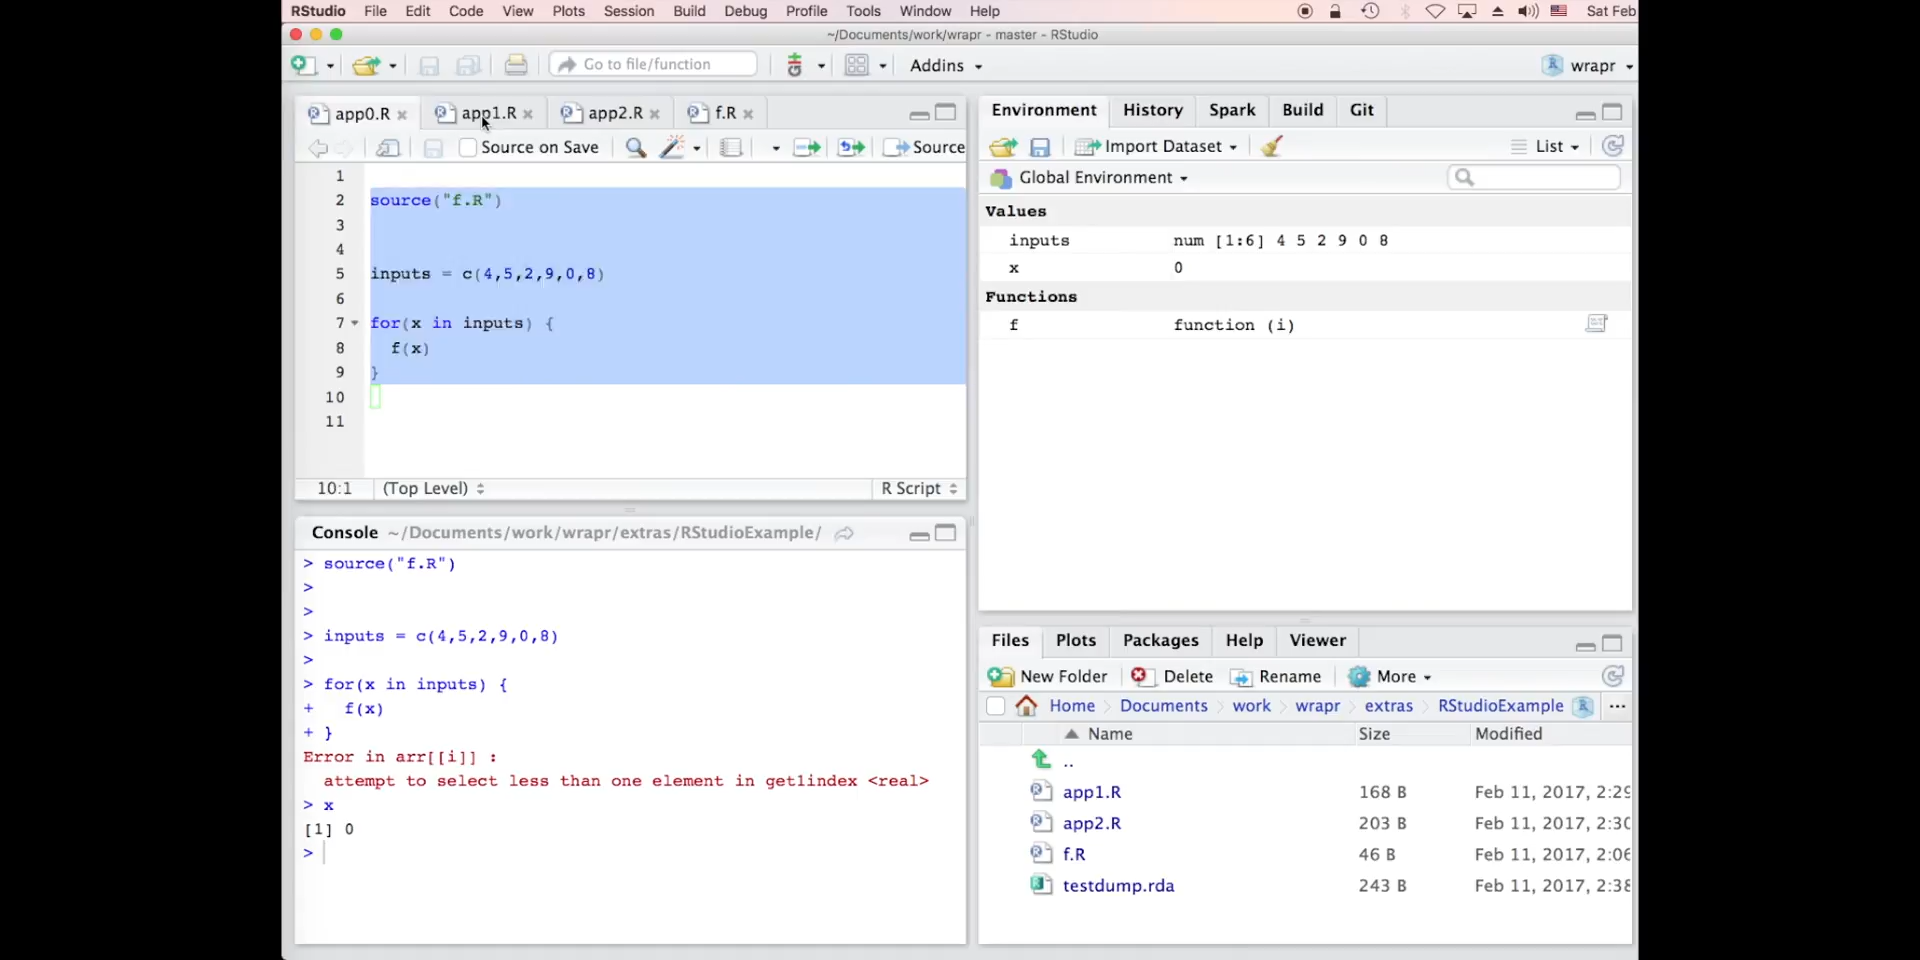 RStudio File Edit Code View Plots Session Build Debug Profile Tools Window Help Sat Feb
~/Documents/work/wrapr - master - RStudio
Go to file/function Addins wrapr
app0.R app1.R app2.R f.R
Source on Save Source
1
2 source("f.R")
3
4
5 inputs = c(4,5,2,9,0,8)
6
7 for(x in inputs) {
8 f(x)
9 }
10
11
10:1 (Top Level) R Script
Console ~/Documents/work/wrapr/extras/RStudioExample/
> source("f.R")
>
>
> inputs = c(4,5,2,9,0,8)
>
> for(x in inputs) {
+ f(x)
+ }
Error in arr[[i]] :
attempt to select less than one element in get1index <real>
> x
[1] 0
>
Environment History Spark Build Git
Import Dataset List
Global Environment
Values
inputs num [1:6] 4 5 2 9 0 8
x 0
Functions
f function (i)
Files Plots Packages Help Viewer
New Folder Delete Rename More
Home Documents work wrapr extras RStudioExample ...
Name Size Modified
..
app1.R 168 B Feb 11, 2017, 2:29
app2.R 203 B Feb 11, 2017, 2:30
f.R 46 B Feb 11, 2017, 2:06
testdump.rda 243 B Feb 11, 2017, 2:38